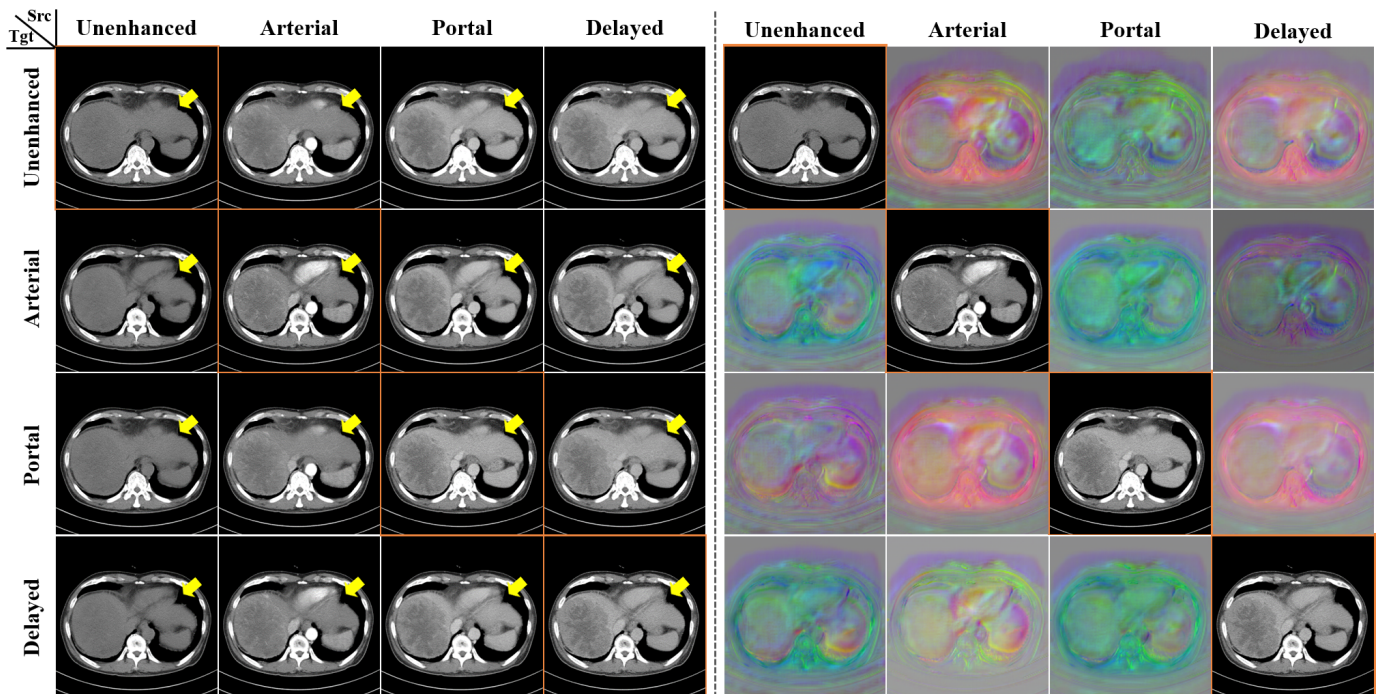 Src
Tgt
Unenhanced Arterial Portal Delayed
Unenhanced Arterial Portal Delayed
Unenhanced
Arterial
Portal
Delayed